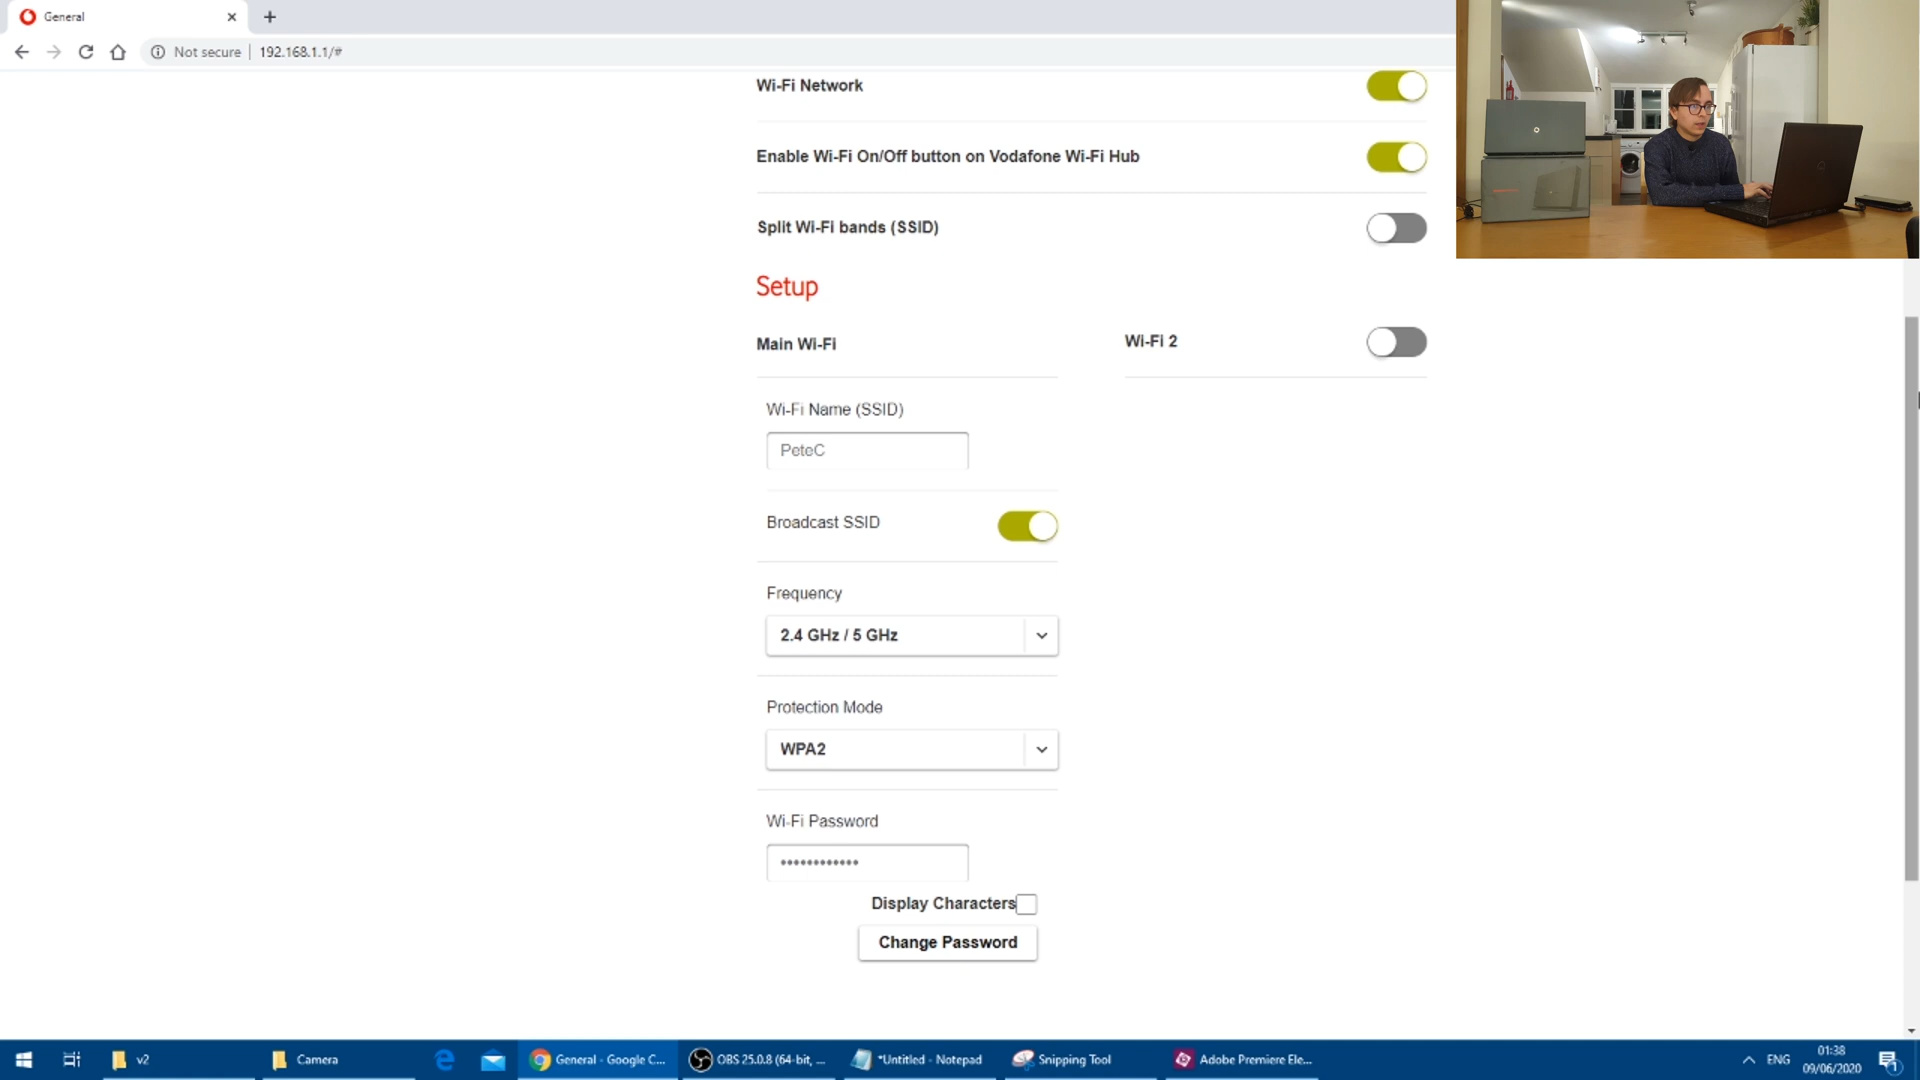 General
Not secure
192.168.1.1/#
Wi-Fi Network
Enable Wi-Fi On/Off button on Vodafone Wi-Fi Hub
Split Wi-Fi bands (SSID)
Setup
Main Wi-Fi
Wi-Fi 2
Wi-Fi Name (SSID)
PeteC
Broadcast SSID
Frequency
2.4 GHz / 5 GHz
Protection Mode
WPA2
Wi-Fi Password
••••••••••••
Display Characters
Change Password
v2
Camera
General - Google C...
OBS 25.0.8 (64-bit, ...
*Untitled - Notepad
Snipping Tool
Adobe Premiere Ele...
ENG
01:38
09/06/2020
1